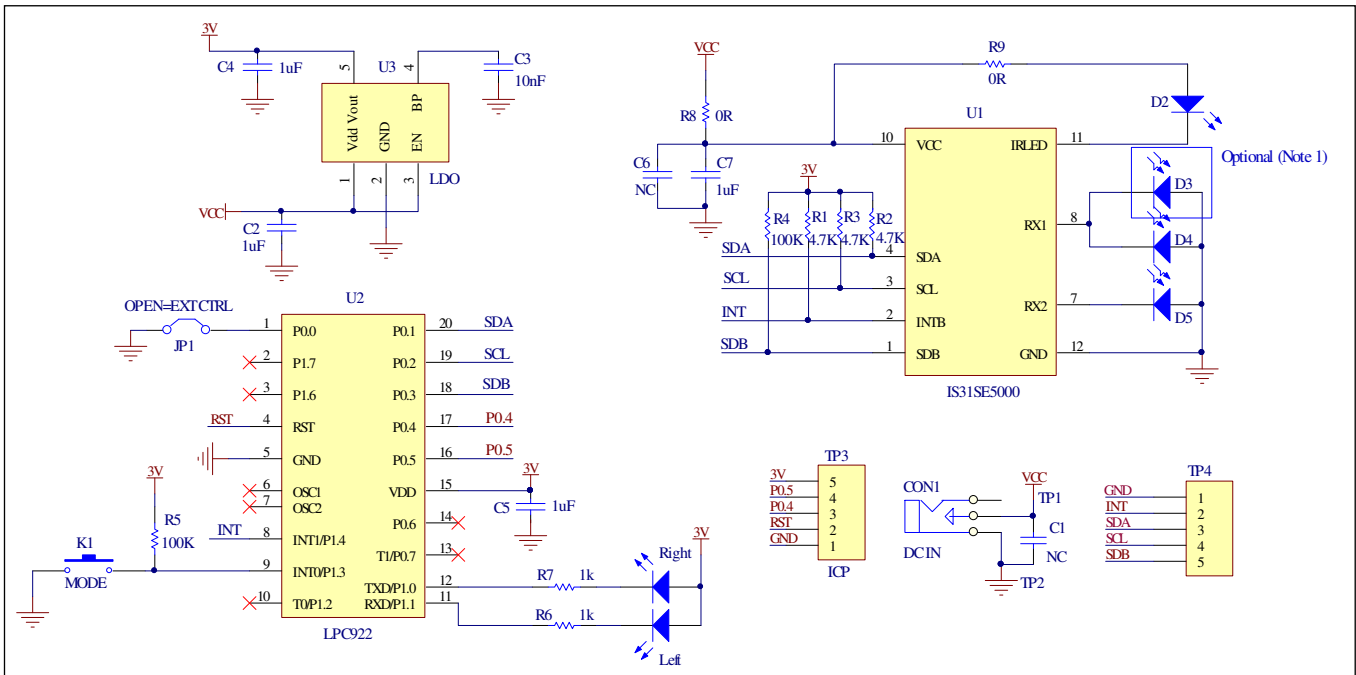 3V
C4
1uF
U3
5
4
C3
10nF
Vdd Vout
GND
EN BP
1
2
3
LDO
VCC
C2
1uF
VCC
R8
0R
C6
NC
C7
1uF
R9
0R
D2
U1
10
VCC
IRLED
11
Optional (Note 1)
3V
R4
100K
R1
4.7K
R3
4.7K
R2
4.7K
D3
RX1
8
D4
SDA
4
SDA
SCL
3
SCL
RX2
7
D5
INT
2
INTB
SDB
1
SDB
GND
12
IS31SE5000
U2
OPEN=EXTCTRL
JP1
1
P0.0
P0.1
20
SDA
2
P1.7
P0.2
19
SCL
3
P1.6
P0.3
18
SDB
RST
4
RST
P0.4
17
P0.4
5
GND
P0.5
16
P0.5
6
OSC1
VDD
15
3V
7
OSC2
C5
1uF
P0.6
14
INT
8
INT1/P1.4
T1/P0.7
13
3V
R5
100K
K1
MODE
9
INT0/P1.3
TXD/P1.0
12
R7
1k
Right
3V
10
T0/P1.2
RXD/P1.1
11
R6
1k
Left
LPC922
TP3
3V
5
P0.5
4
P0.4
3
RST
2
GND
1
ICP
CON1
DCIN
VCC
TP1
C1
NC
TP2
TP4
GND
1
INT
2
SDA
3
SCL
4
SDB
5